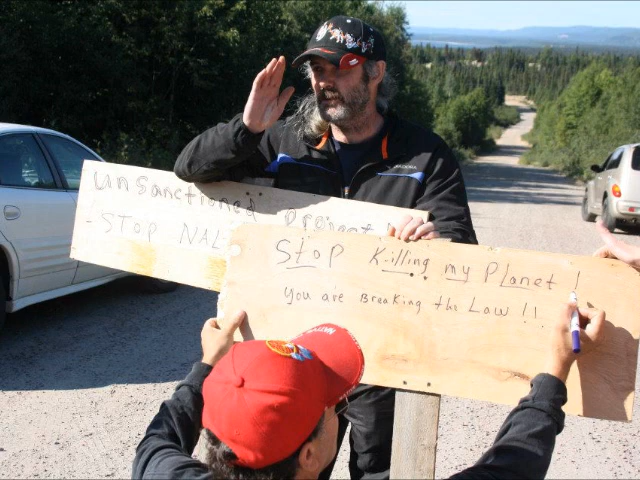 unsanctioned Project
- STOP NAL
Stop Killing my Planet !
You are Breaking the Law !!